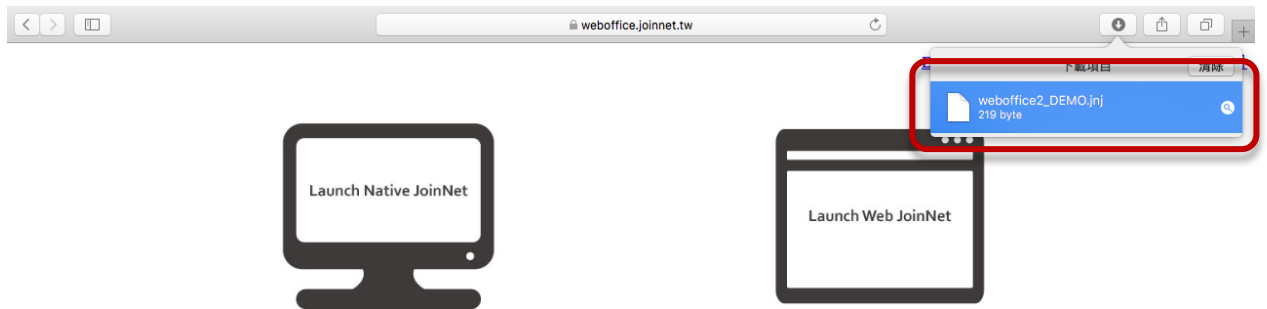 weboffice.joinnet.tw
下載項目
清除
weboffice2_DEMO.jnj
219 byte
Launch Native JoinNet
Launch Web JoinNet